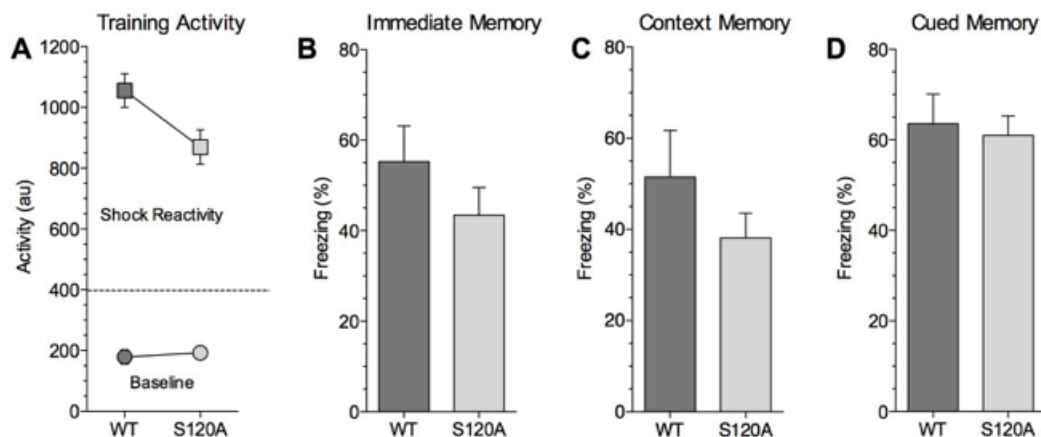 A Training Activity
1200
1000
800
600
400
200
0
Activity (au)
Shock Reactivity
Baseline
WT S120A
B Immediate Memory
80
60
40
20
0
Freezing (%)
WT S120A
C Context Memory
80
60
40
20
0
Freezing (%)
WT S120A
D Cued Memory
80
60
40
20
0
Freezing (%)
WT S120A